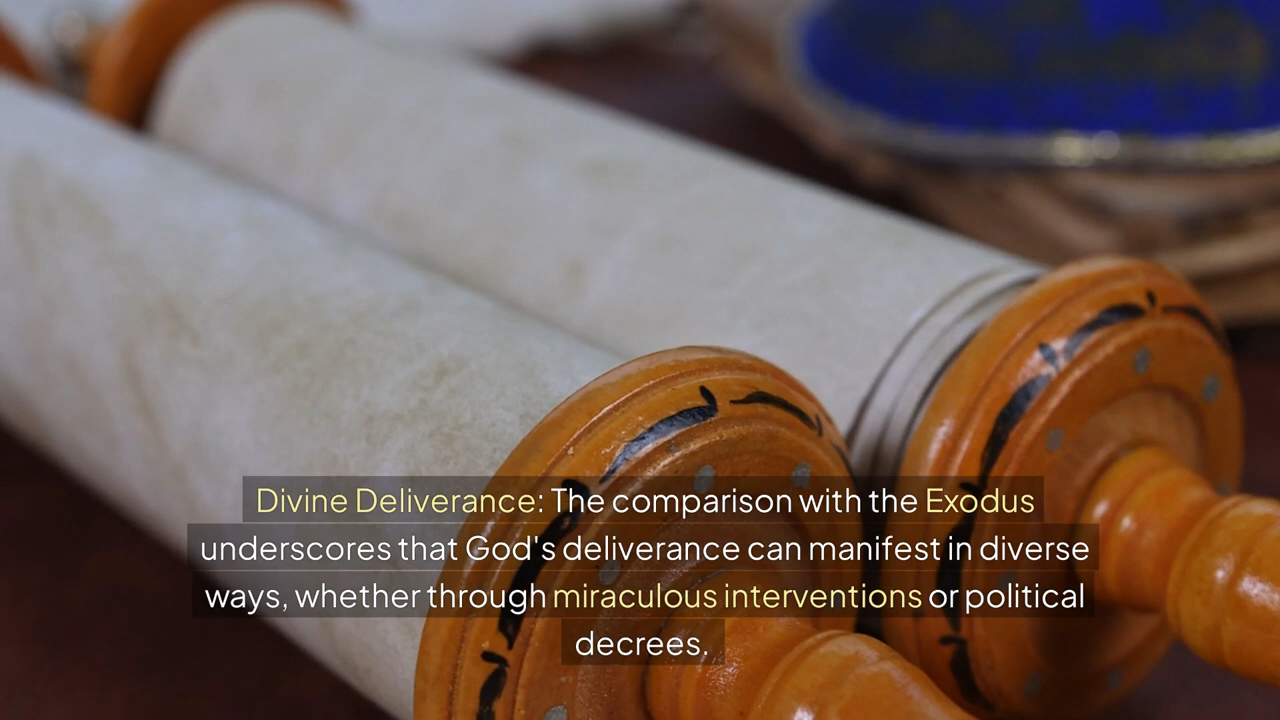 Divine Deliverance: The comparison with the Exodus
underscores that God's deliverance can manifest in diverse
ways, whether through miraculous interventions or political
decrees.